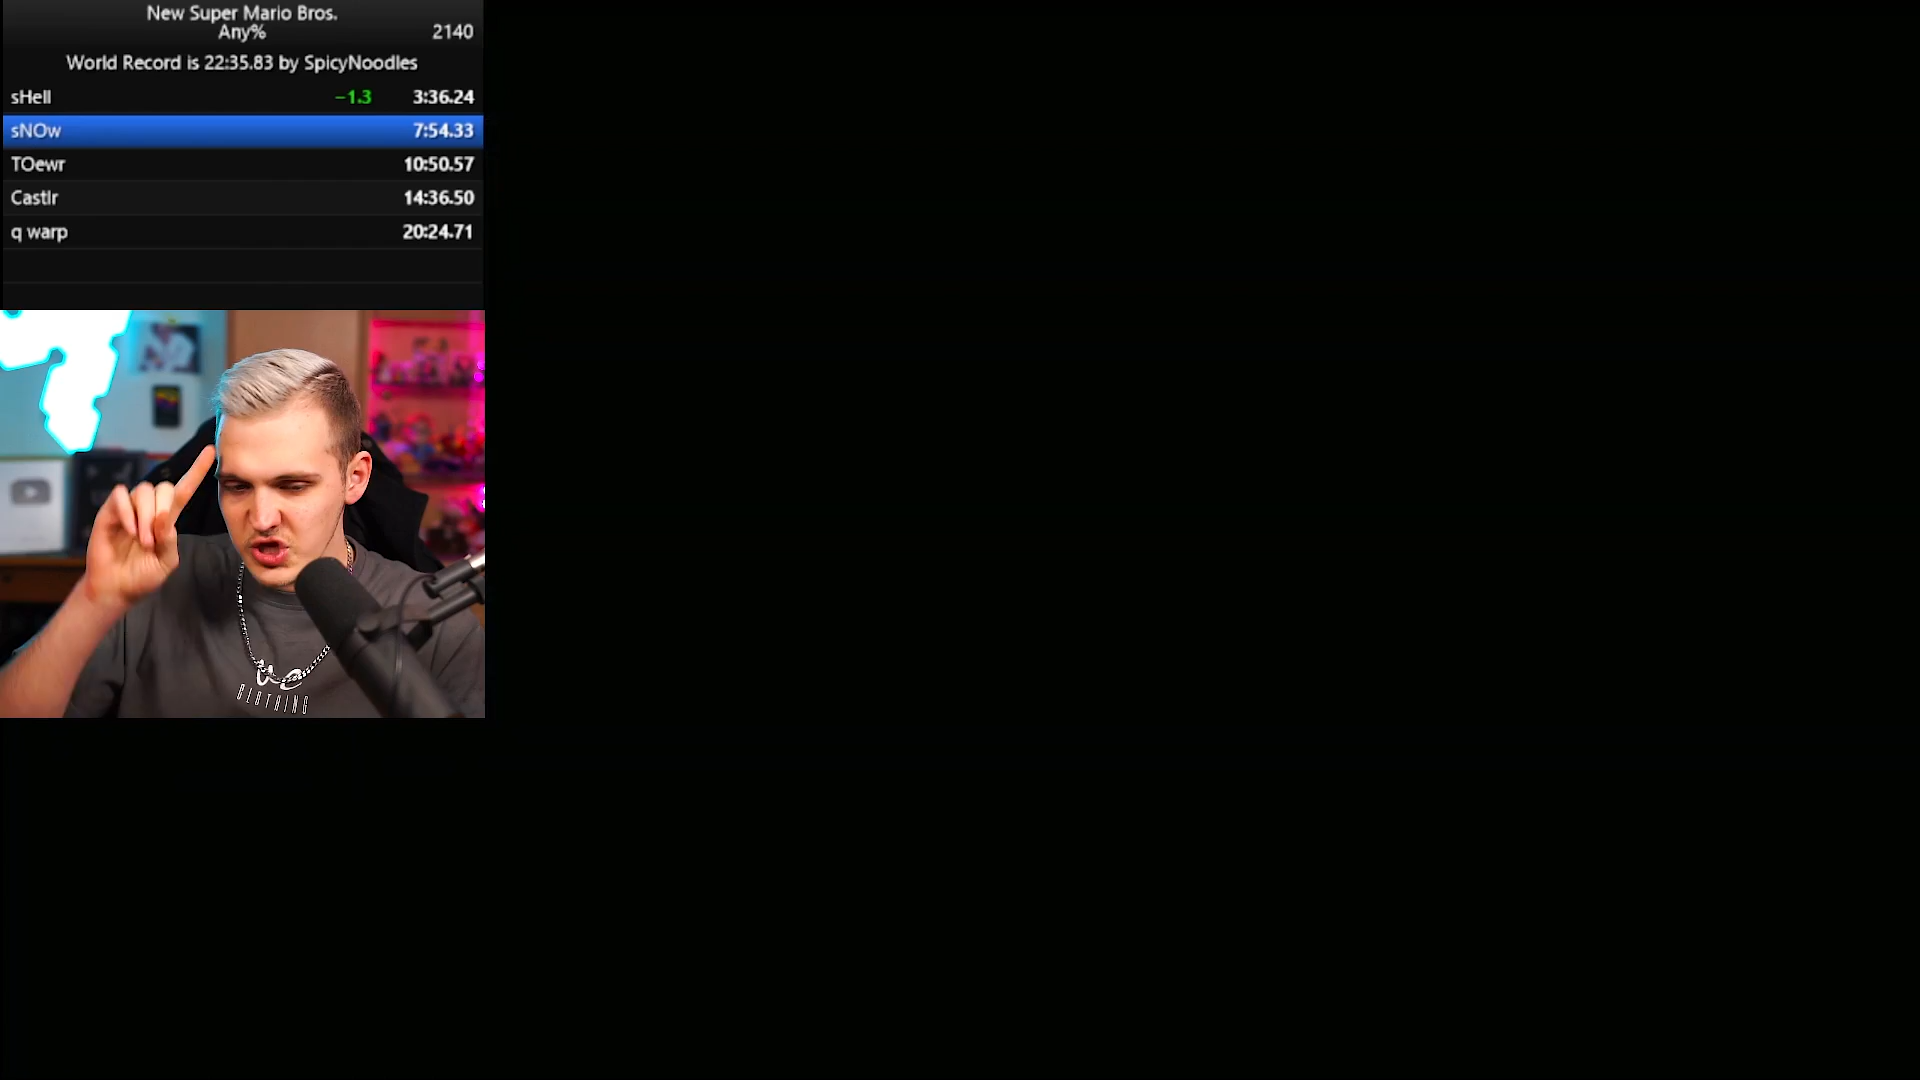 New Super Mario Bros.
Any%
2140
World Record is 22:35.83 by SpicyNoodles
sHell −1.3 3:36.24
sNOw 7:54.33
TOewr 10:50.57
Castlr 14:36.50
q warp 20:24.71
CLOTHING